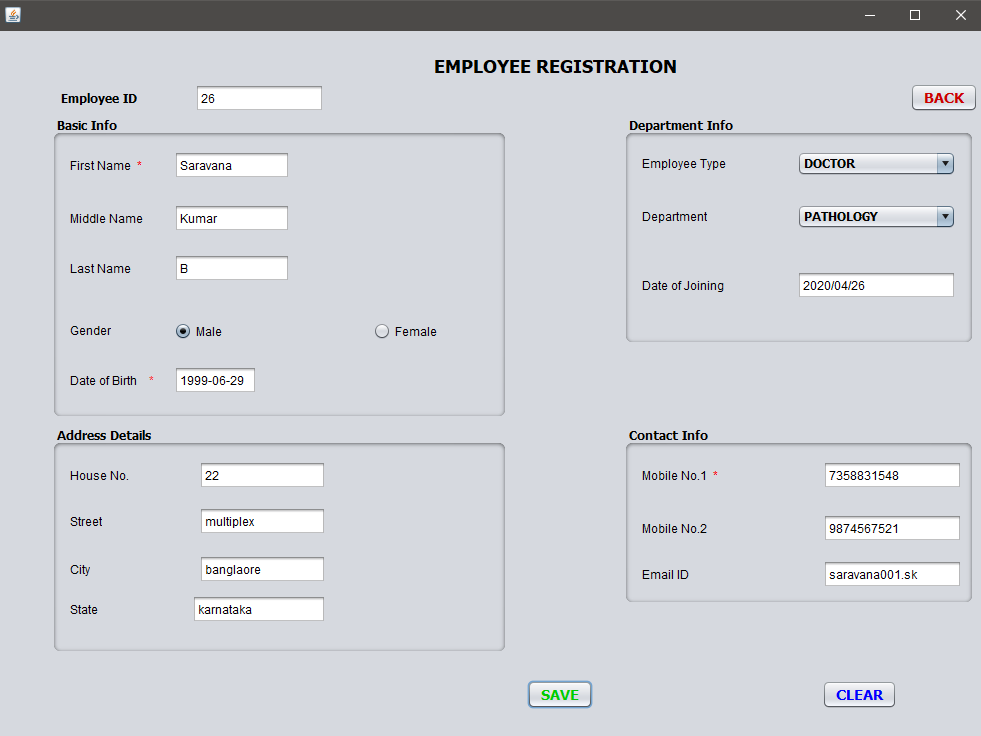 EMPLOYEE REGISTRATION
Employee ID 26
BACK
Basic Info
First Name * Saravana
Middle Name Kumar
Last Name B
Gender Male Female
Date of Birth * 1999-06-29
Department Info
Employee Type DOCTOR
Department PATHOLOGY
Date of Joining 2020/04/26
Address Details
House No. 22
Street multiplex
City banglaore
State karnataka
Contact Info
Mobile No.1 * 7358831548
Mobile No.2 9874567521
Email ID saravana001.sk
SAVE
CLEAR